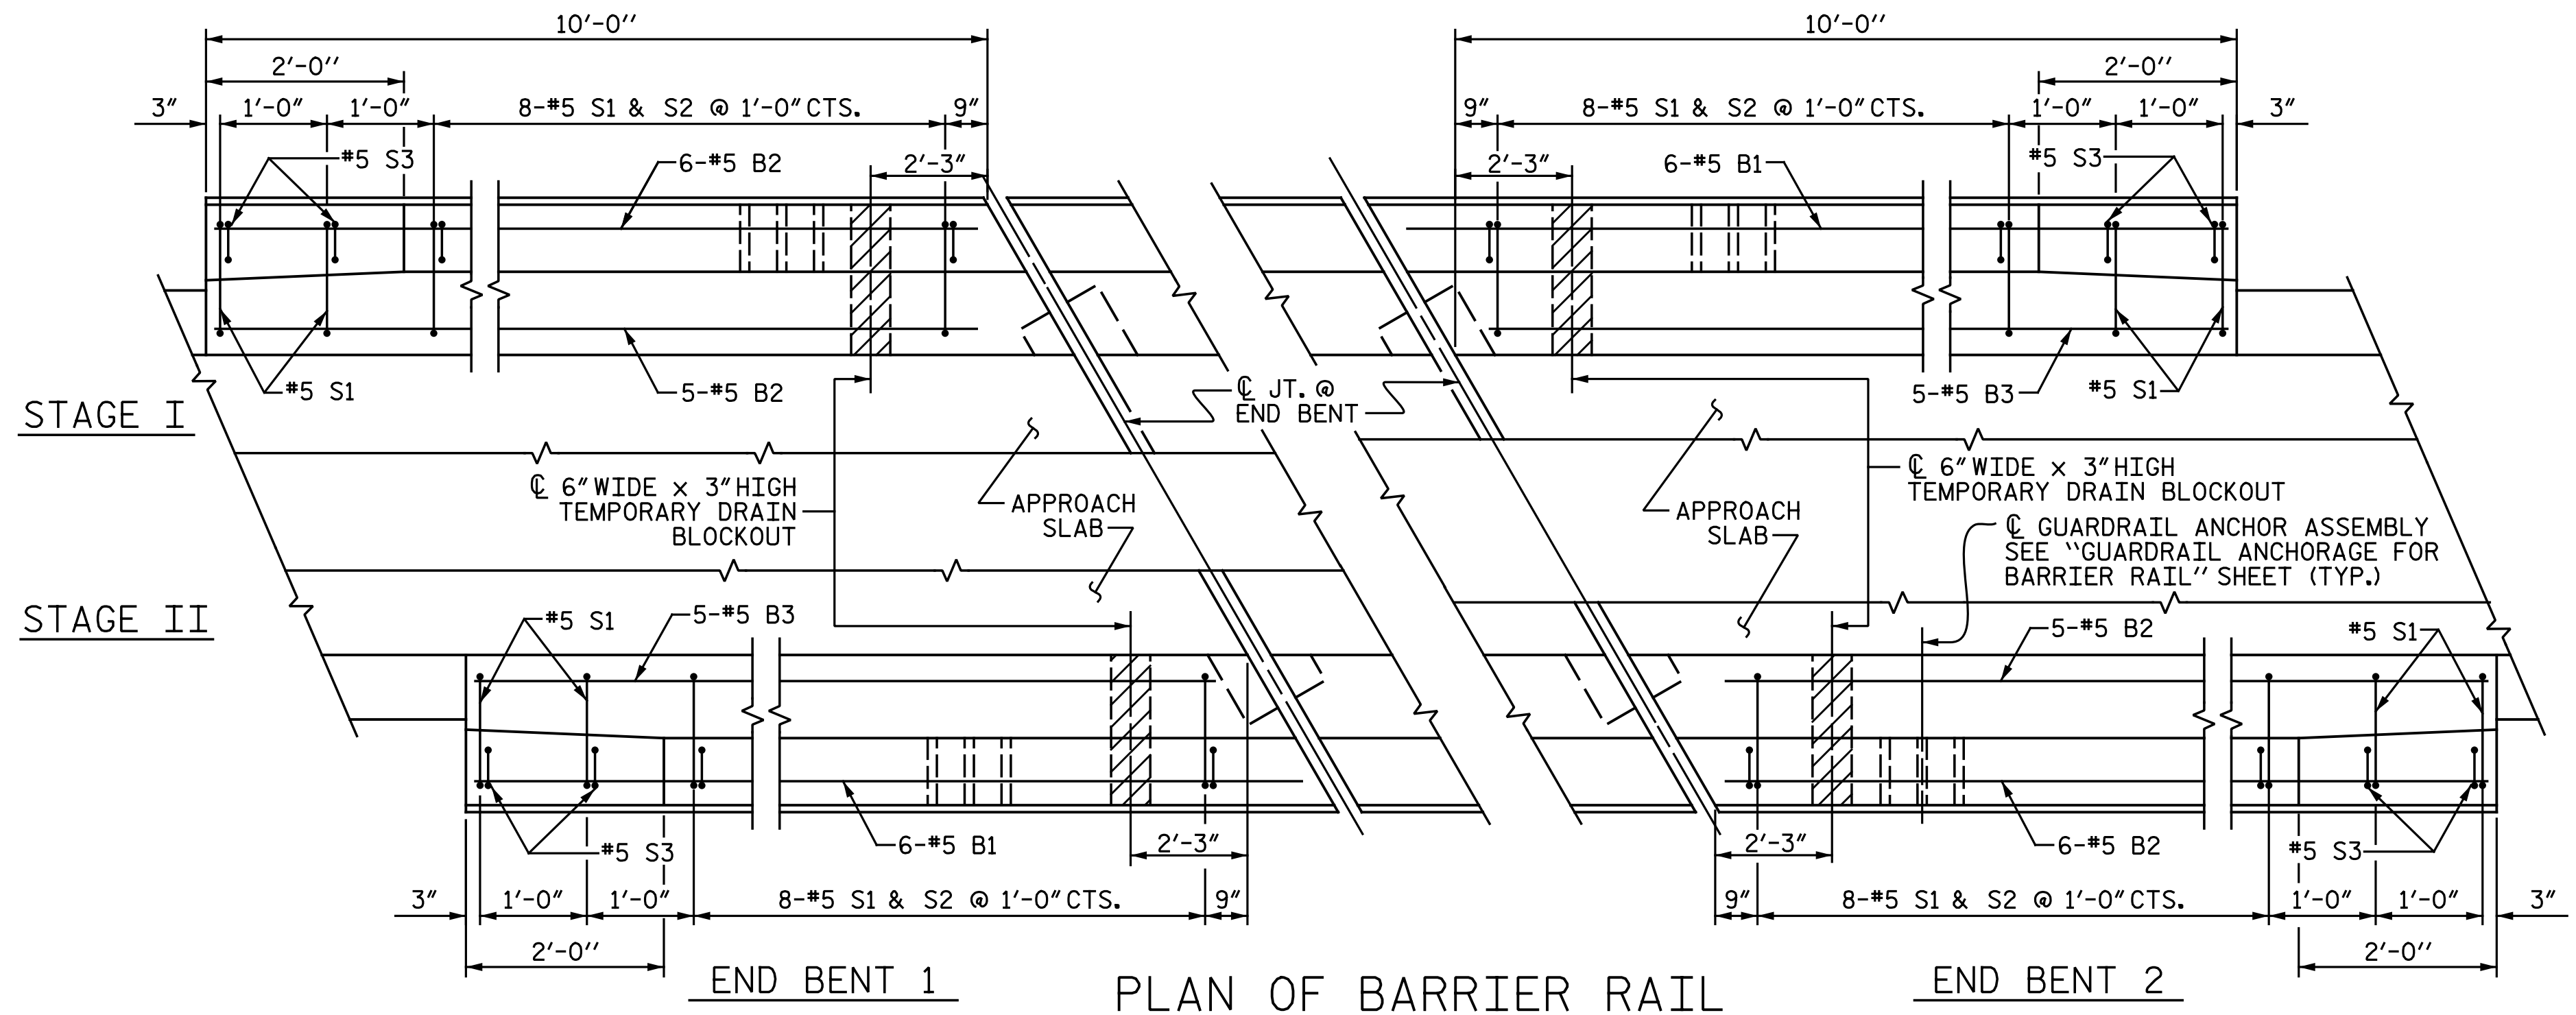 10'-0"
10'-0"
2'-0"
2'-0"
3"
1'-0"
1'-0"
8-#5 S1 & S2 @ 1'-0" CTS.
9"
9"
8-#5 S1 & S2 @ 1'-0" CTS.
1'-0"
1'-0"
3"
#5 S3
6-#5 B2
2'-3"
2'-3"
6-#5 B1
#5 S3
#5 S1
5-#5 B2
℄ JT. @
END BENT
5-#5 B3
#5 S1
STAGE I
℄ 6" WIDE x 3" HIGH
TEMPORARY DRAIN
BLOCKOUT
APPROACH
SLAB
APPROACH
SLAB
℄ 6" WIDE x 3" HIGH
TEMPORARY DRAIN BLOCKOUT
℄ GUARDRAIL ANCHOR ASSEMBLY
SEE "GUARDRAIL ANCHORAGE FOR
BARRIER RAIL" SHEET (TYP.)
STAGE II
#5 S1
5-#5 B3
5-#5 B2
#5 S1
#5 S3
6-#5 B1
2'-3"
2'-3"
6-#5 B2
#5 S3
3"
1'-0"
1'-0"
8-#5 S1 & S2 @ 1'-0" CTS.
9"
9"
8-#5 S1 & S2 @ 1'-0" CTS.
1'-0"
1'-0"
3"
2'-0"
2'-0"
END BENT 1
PLAN OF BARRIER RAIL
END BENT 2